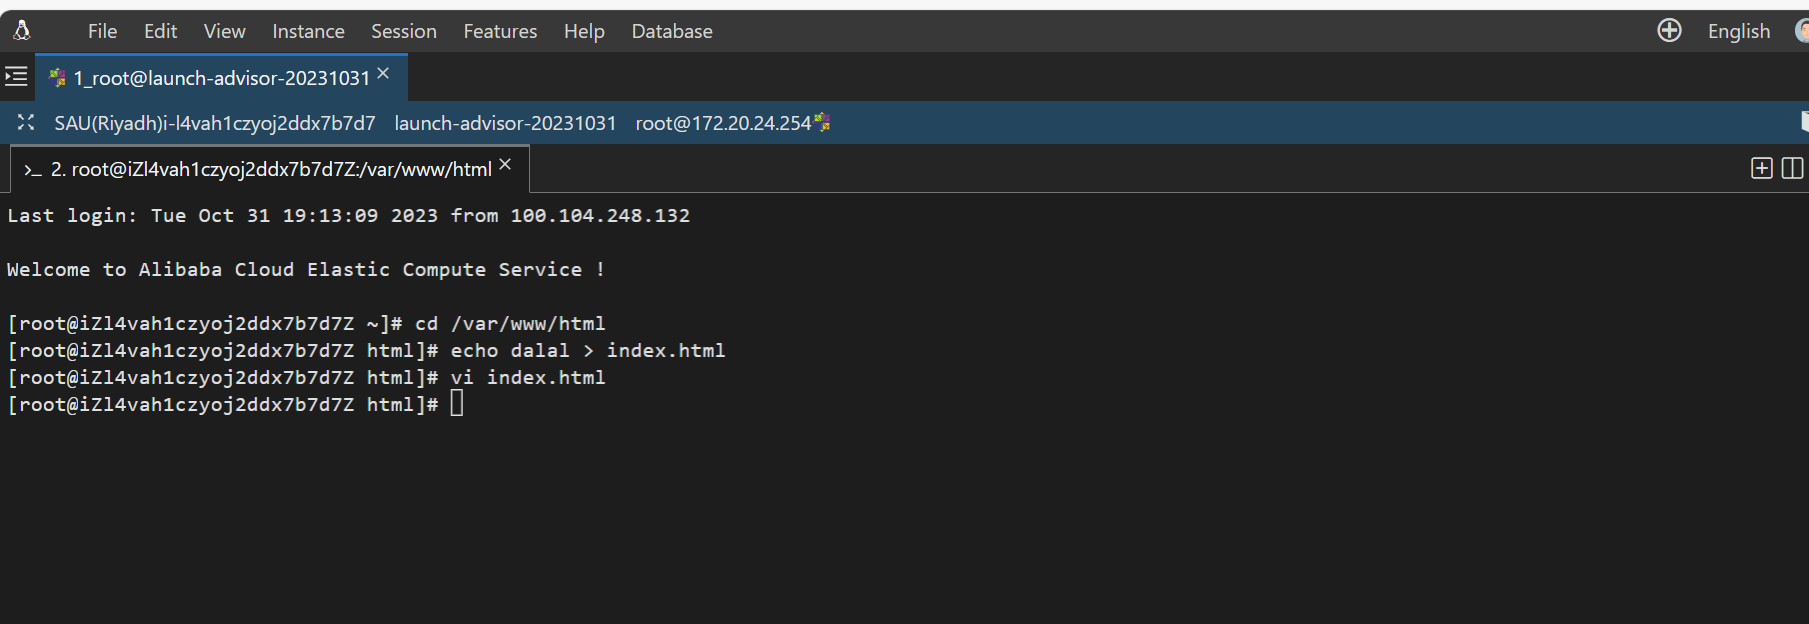 File Edit View Instance Session Features Help Database English
1_root@launch-advisor-20231031
SAU(Riyadh)i-l4vah1czyoj2ddx7b7d7 launch-advisor-20231031 root@172.20.24.254
>_ 2. root@iZl4vah1czyoj2ddx7b7d7Z:/var/www/html
Last login: Tue Oct 31 19:13:09 2023 from 100.104.248.132
Welcome to Alibaba Cloud Elastic Compute Service !
[root@iZl4vah1czyoj2ddx7b7d7Z ~]# cd /var/www/html
[root@iZl4vah1czyoj2ddx7b7d7Z html]# echo dalal > index.html
[root@iZl4vah1czyoj2ddx7b7d7Z html]# vi index.html
[root@iZl4vah1czyoj2ddx7b7d7Z html]#